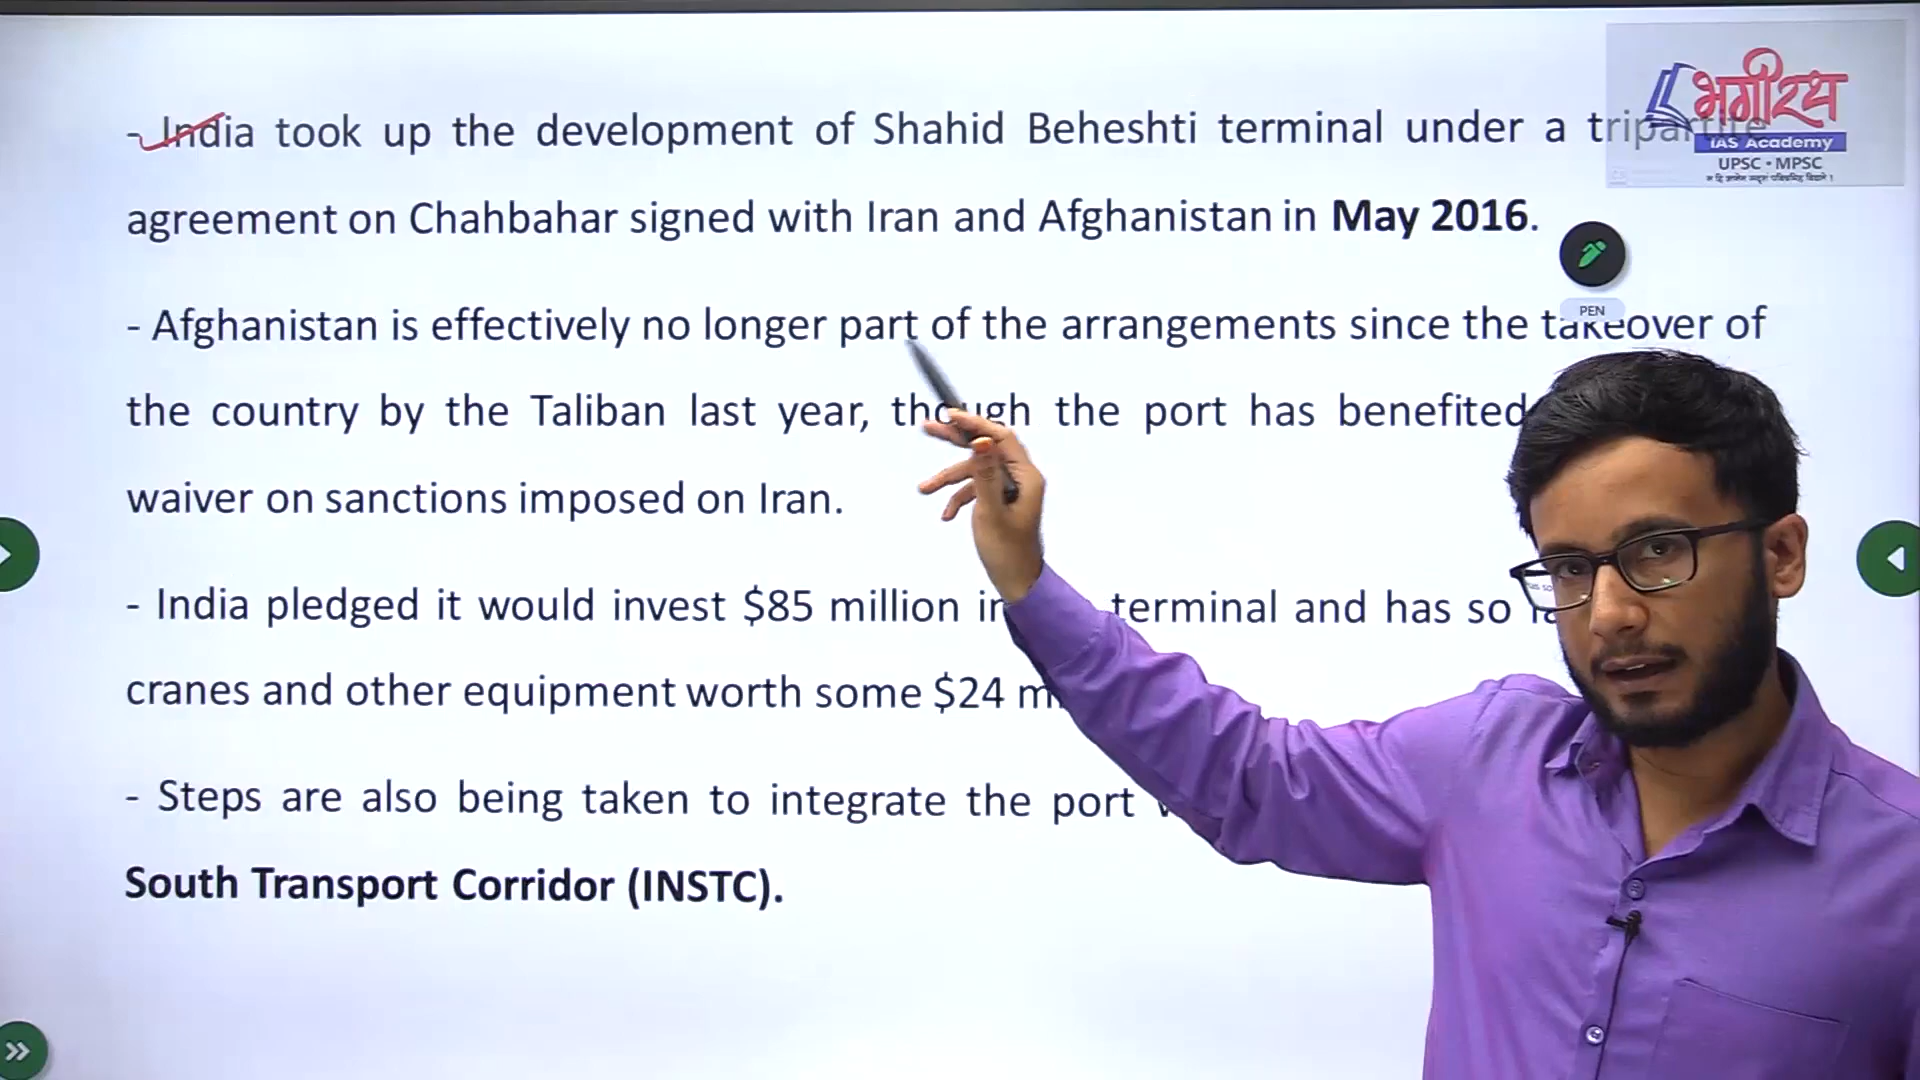 भगीरथ
IAS Academy
UPSC • MPSC
- India took up the development of Shahid Beheshti terminal under a tripartite
agreement on Chahbahar signed with Iran and Afghanistan in May 2016.
PEN
- Afghanistan is effectively no longer part of the arrangements since the takeover of
the country by the Taliban last year, though the port has benefited
waiver on sanctions imposed on Iran.
- India pledged it would invest $85 million in terminal and has so
cranes and other equipment worth some $24
- Steps are also being taken to integrate the port
South Transport Corridor (INSTC).